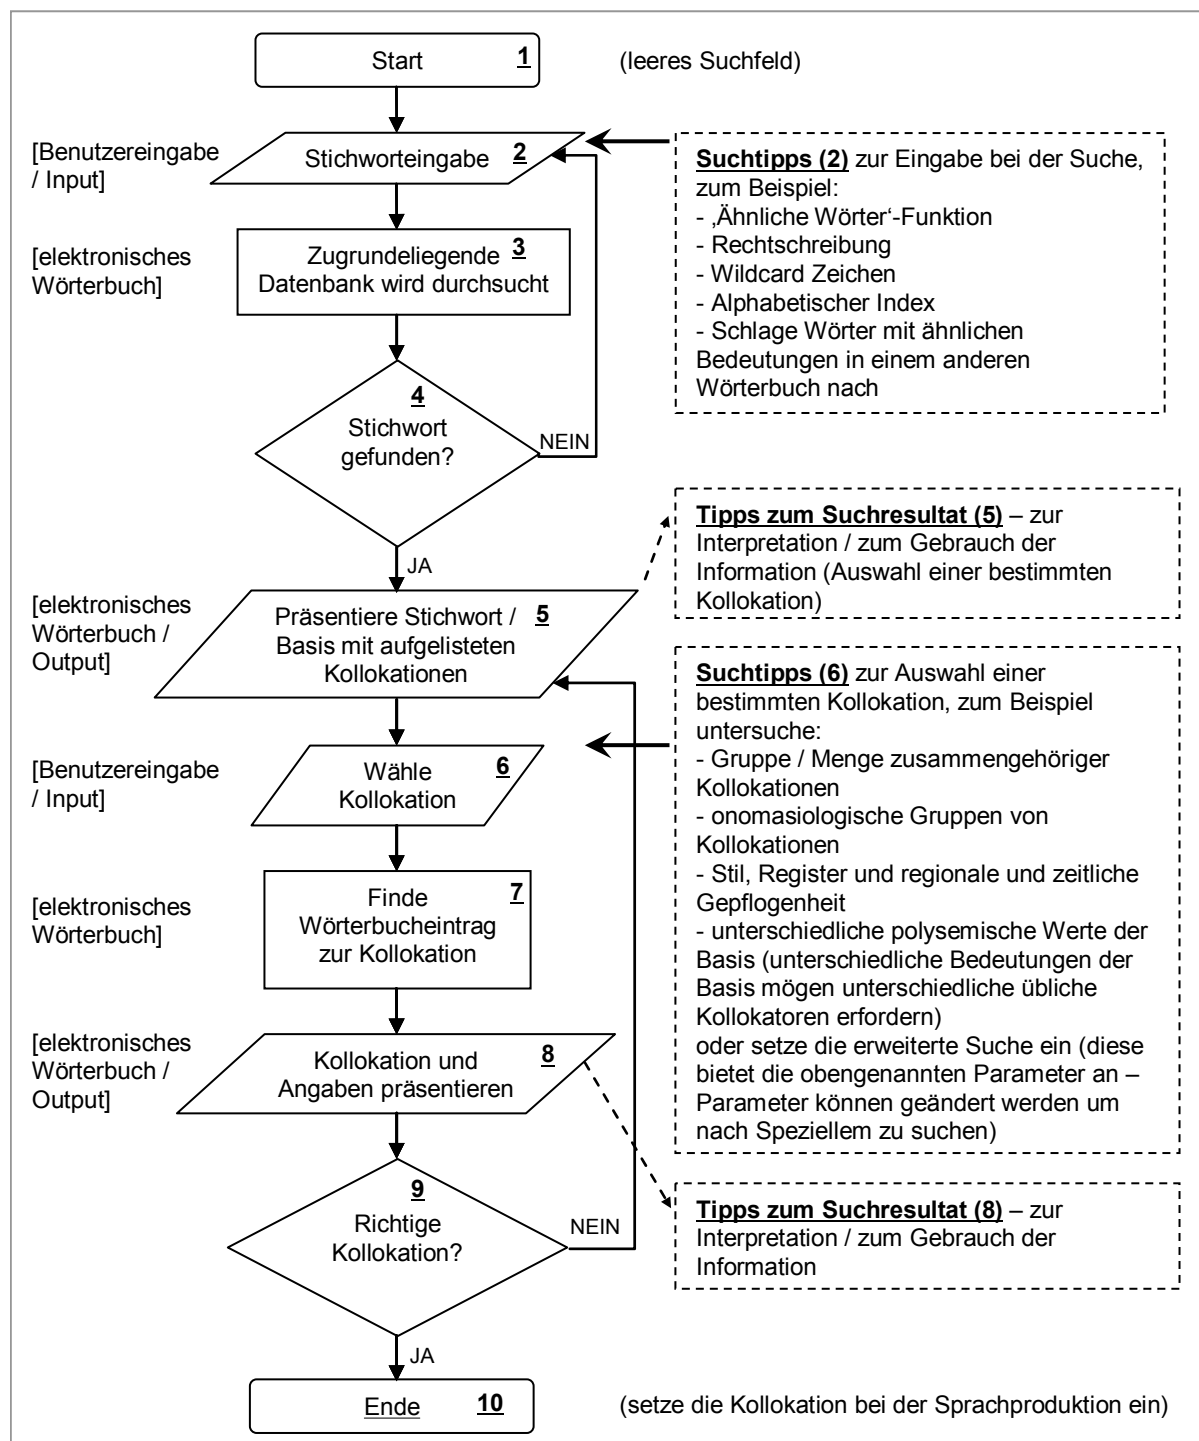 Start 1
(leeres Suchfeld)
[Benutzereingabe
/ Input]
Stichworteingabe 2
Suchtipps (2) zur Eingabe bei der Suche,
zum Beispiel:
- ‚Ähnliche Wörter‘-Funktion
- Rechtschreibung
- Wildcard Zeichen
- Alphabetischer Index
- Schlage Wörter mit ähnlichen
Bedeutungen in einem anderen
Wörterbuch nach
[elektronisches
Wörterbuch]
3
Zugrundeliegende
Datenbank wird durchsucht
4
Stichwort
gefunden?
NEIN
JA
Tipps zum Suchresultat (5) – zur
Interpretation / zum Gebrauch der
Information (Auswahl einer bestimmten
Kollokation)
[elektronisches
Wörterbuch /
Output]
Präsentiere Stichwort / 5
Basis mit aufgelisteten
Kollokationen
Suchtipps (6) zur Auswahl einer
bestimmten Kollokation, zum Beispiel
untersuche:
- Gruppe / Menge zusammengehöriger
Kollokationen
- onomasiologische Gruppen von
Kollokationen
- Stil, Register und regionale und zeitliche
Gepflogenheit
- unterschiedliche polysemische Werte der
Basis (unterschiedliche Bedeutungen der
Basis mögen unterschiedliche übliche
Kollokatoren erfordern)
oder setze die erweiterte Suche ein (diese
bietet die obengenannten Parameter an –
Parameter können geändert werden um
nach Speziellem zu suchen)
[Benutzereingabe
/ Input]
Wähle 6
Kollokation
[elektronisches
Wörterbuch]
Finde 7
Wörterbucheintrag
zur Kollokation
[elektronisches
Wörterbuch /
Output]
Kollokation und 8
Angaben präsentieren
9
Richtige
Kollokation?
NEIN
Tipps zum Suchresultat (8) – zur
Interpretation / zum Gebrauch der
Information
JA
Ende 10
(setze die Kollokation bei der Sprachproduktion ein)